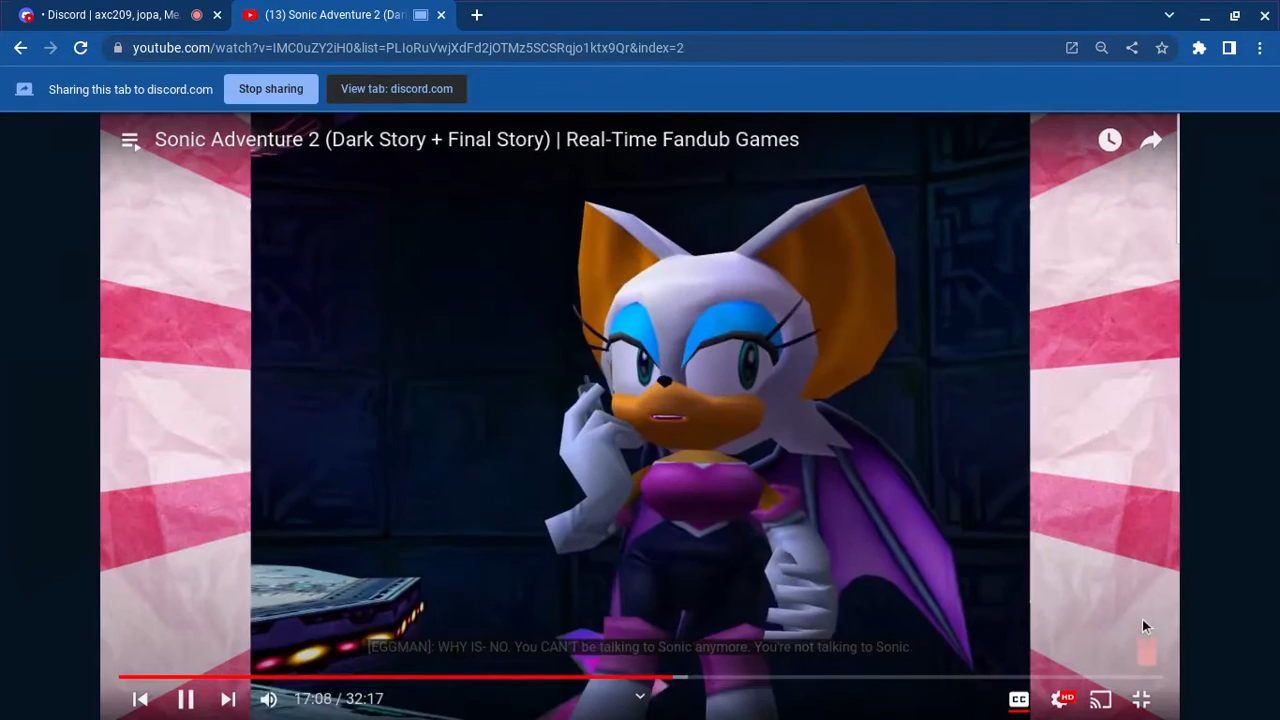 · Discord | axc209, jopa, Me
(13) Sonic Adventure 2 (Dar
youtube.com/watch?v=IMC0uZY2iH0&list=PLIoRuVwjXdFd2jOTMz5SCSRqjo1ktx9Qr&index=2
Sharing this tab to discord.com
Stop sharing
View tab: discord.com
Sonic Adventure 2 (Dark Story + Final Story) | Real-Time Fandub Games
[EGGMAN]: WHY IS- NO. You CAN'T be talking to Sonic anymore. You're not talking to Sonic.
17:08 / 32:17
CC
HD